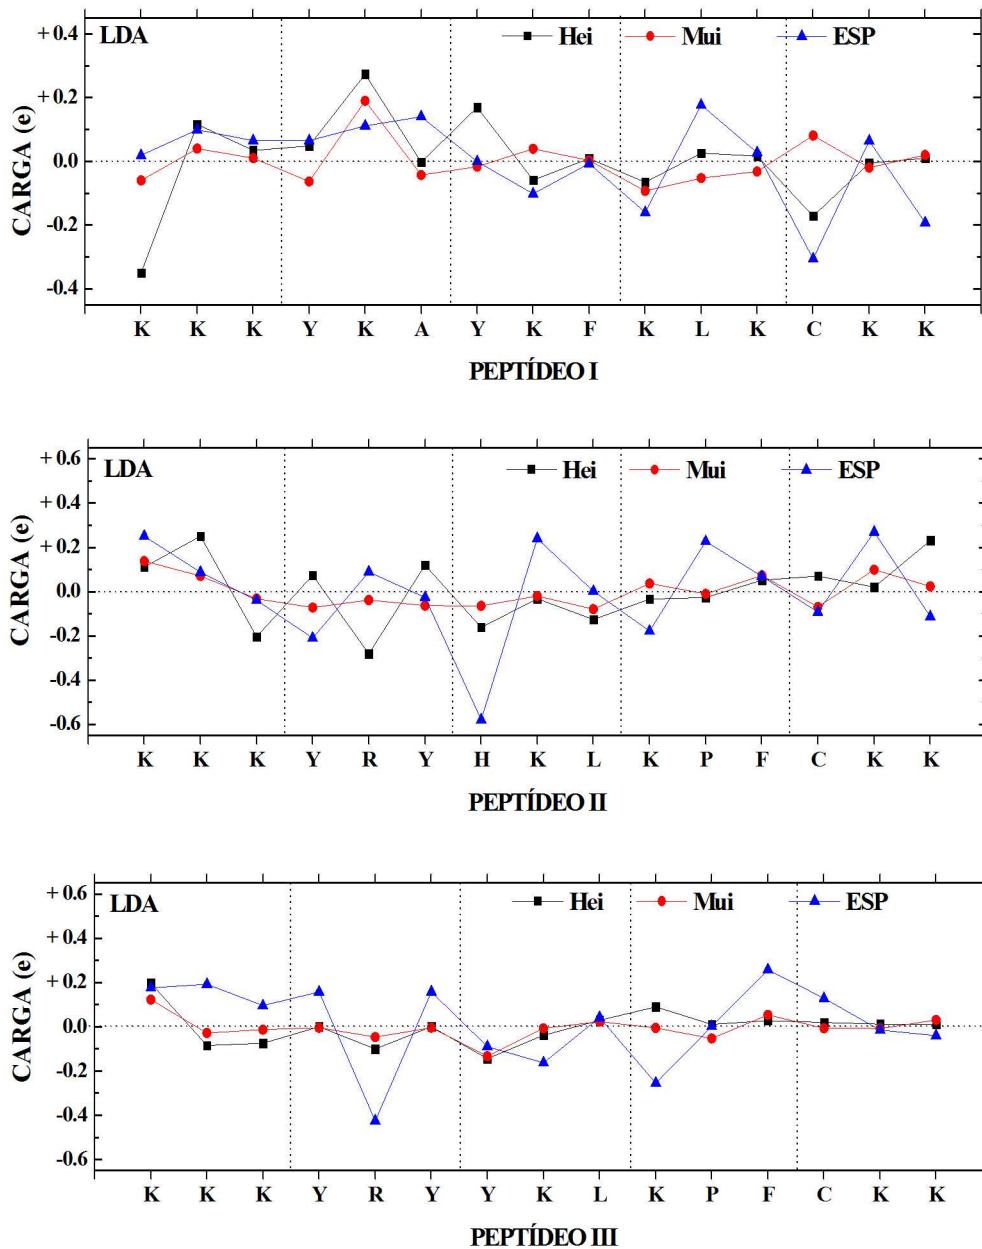 LDA Hei Mui ESP
CARGA (e)
+ 0.4
+ 0.2
0.0
-0.2
-0.4
K K K Y K A Y K F K L K C K K
PEPTÍDEO I
LDA Hei Mui ESP
CARGA (e)
+ 0.6
+ 0.4
+ 0.2
0.0
-0.2
-0.4
-0.6
K K K Y R Y H K L K P F C K K
PEPTÍDEO II
LDA Hei Mui ESP
CARGA (e)
+ 0.6
+ 0.4
+ 0.2
0.0
-0.2
-0.4
-0.6
K K K Y R Y Y K L K P F C K K
PEPTÍDEO III